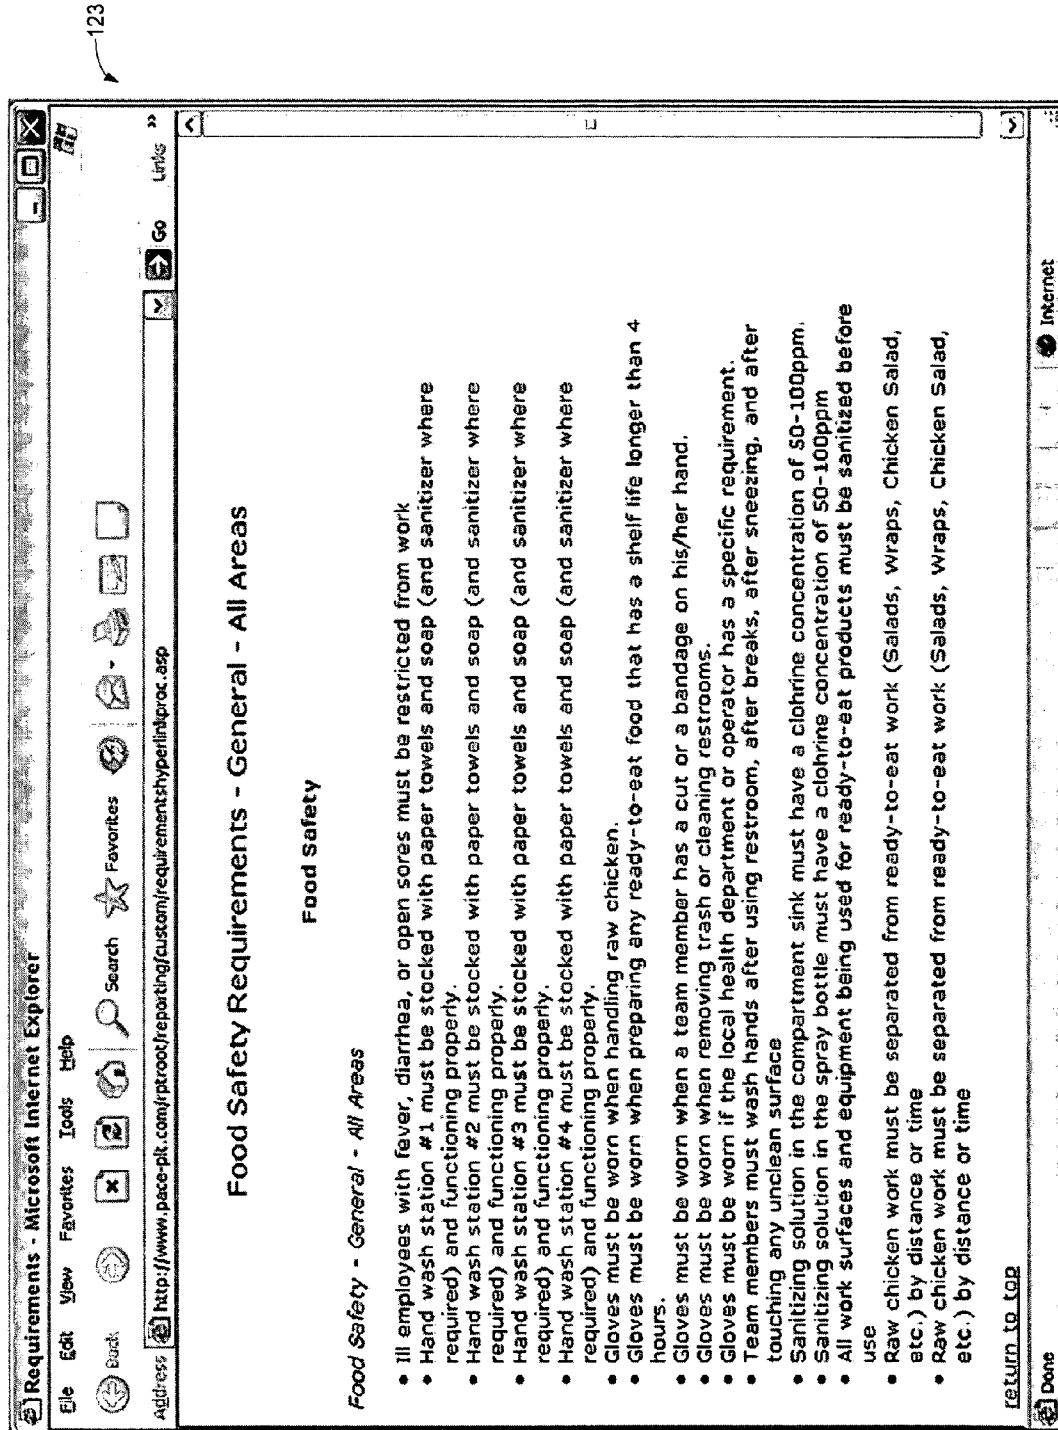 123
Requirements - Microsoft Internet Explorer
File Edit View Favorites Tools Help
Back Search Favorites
Address http://www.pace-plt.com/rptroot/reporting/custom/requirementshyperlinkproc.asp Go Links »
Food Safety Requirements - General - All Areas
Food Safety
Food Safety - General - All Areas
• Ill employees with fever, diarrhea, or open sores must be restricted from work
• Hand wash station #1 must be stocked with paper towels and soap (and sanitizer where
required) and functioning properly.
• Hand wash station #2 must be stocked with paper towels and soap (and sanitizer where
required) and functioning properly.
• Hand wash station #3 must be stocked with paper towels and soap (and sanitizer where
required) and functioning properly.
• Hand wash station #4 must be stocked with paper towels and soap (and sanitizer where
required) and functioning properly.
• Gloves must be worn when handling raw chicken.
• Gloves must be worn when preparing any ready-to-eat food that has a shelf life longer than 4
hours.
• Gloves must be worn when a team member has a cut or a bandage on his/her hand.
• Gloves must be worn when removing trash or cleaning restrooms.
• Gloves must be worn if the local health department or operator has a specific requirement.
• Team members must wash hands after using restroom, after breaks, after sneezing, and after
touching any unclean surface
• Sanitizing solution in the compartment sink must have a clohrine concentration of 50-100ppm.
• Sanitizing solution in the spray bottle must have a clohrine concentration of 50-100ppm
• All work surfaces and equipment being used for ready-to-eat products must be sanitized before
use
• Raw chicken work must be separated from ready-to-eat work (Salads, Wraps, Chicken Salad,
etc.) by distance or time
• Raw chicken work must be separated from ready-to-eat work (Salads, Wraps, Chicken Salad,
etc.) by distance or time
return to top
Done Internet